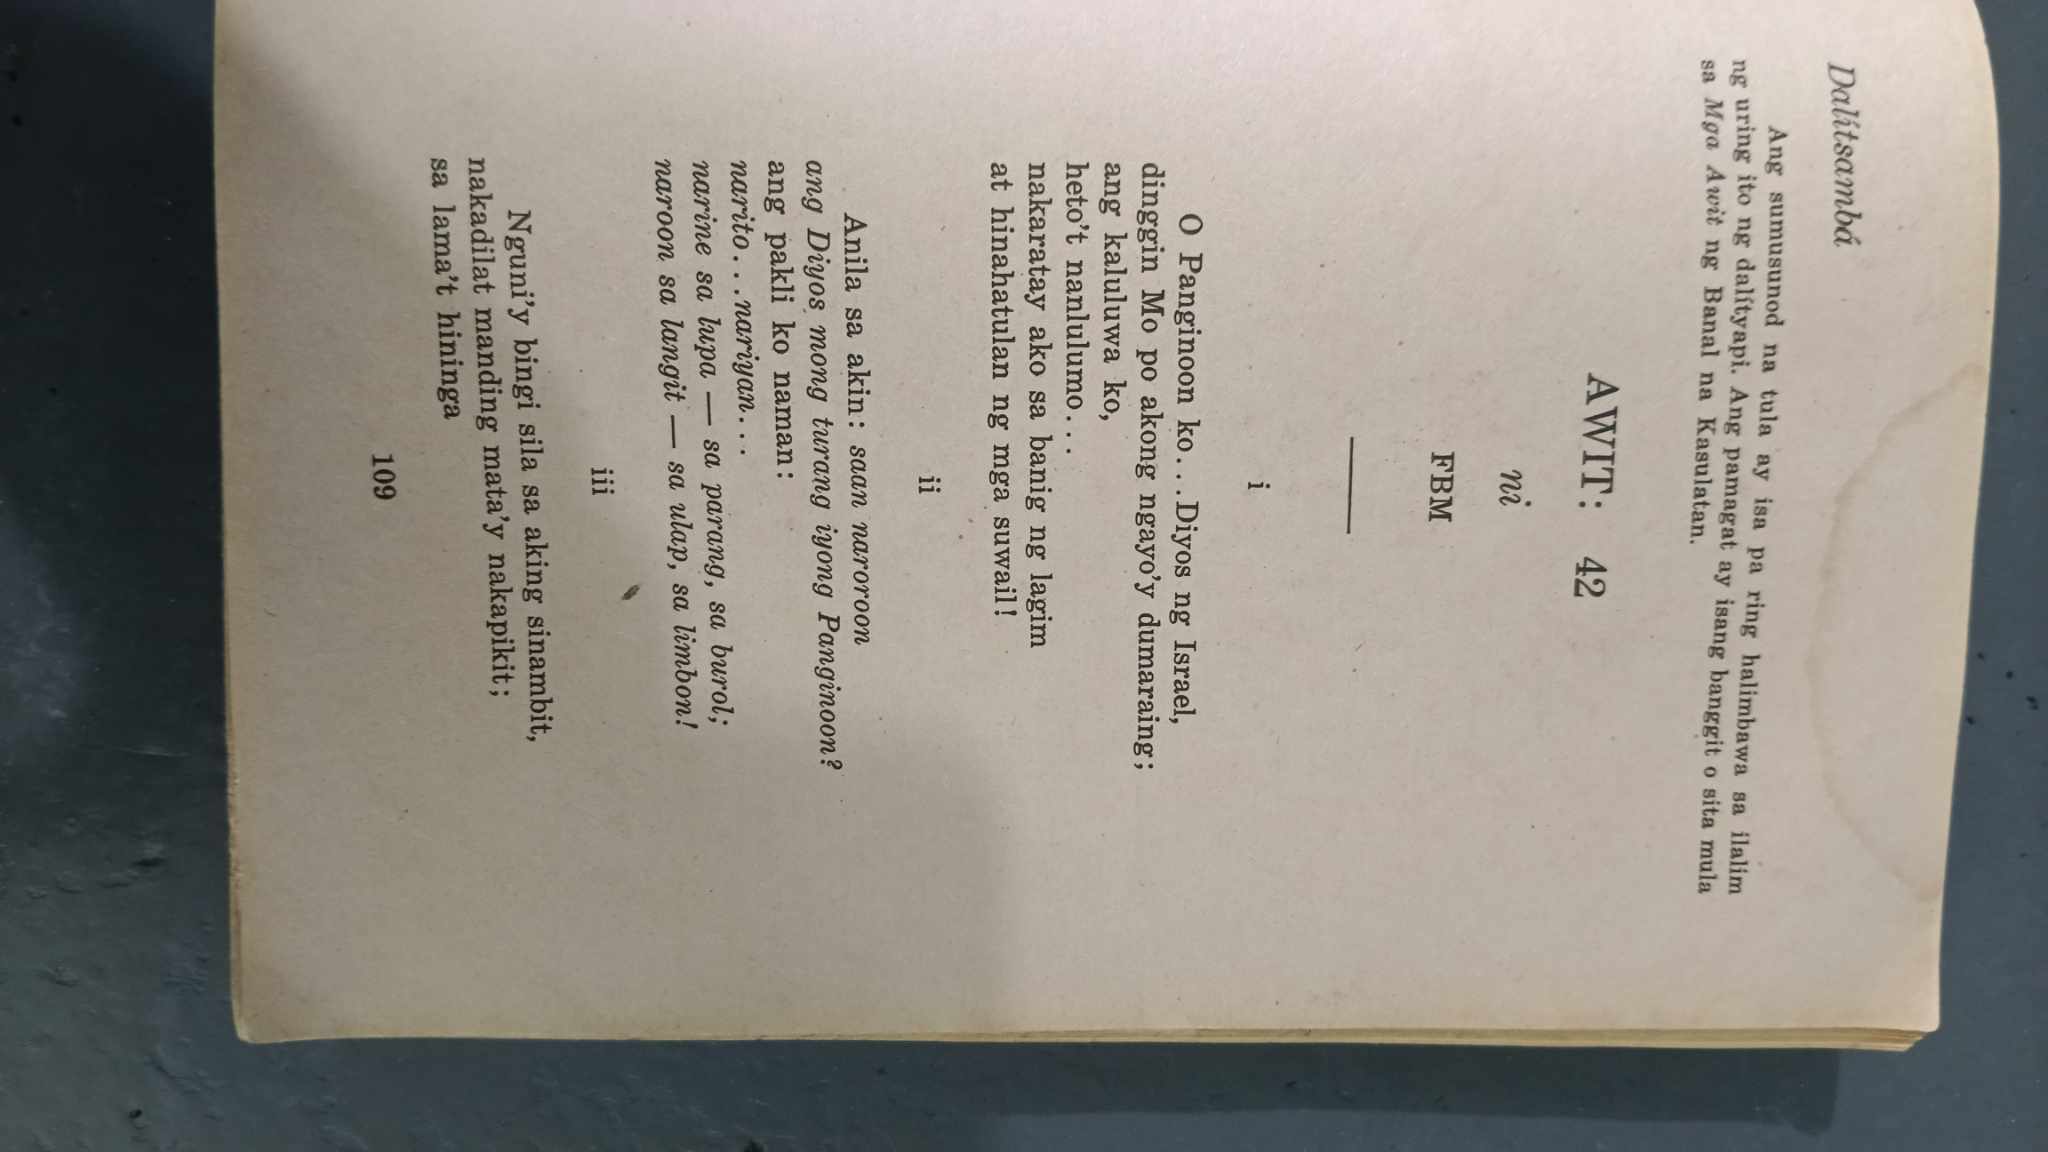 Dalítsambá
Ang sumusunod na tula ay isa pa ring halimbawa sa ilalim
ng uring ito ng dalítyapi. Ang pamagat ay isang banggit o sita mula
sa Mga Awit ng Banal na Kasulatan.
AWIT: 42
ni
FBM
i
O Panginoon ko...Diyos ng Israel,
dinggin Mo po akong ngayo'y dumaraing;
ang kaluluwa ko,
heto't nanlulumo...
nakaratay ako sa banig ng lagim
at hinahatulan ng mga suwail!
ii
Anila sa akin: saan naroroon
ang Diyos mong turang iyong Panginoon?
ang pakli ko naman:
narito...nariyan...
narine sa lupa — sa parang, sa burol;
naroon sa langit — sa ulap, sa limbon!
iii
Nguni'y bingi sila sa aking sinambit,
nakadilat manding mata'y nakapikit;
sa lama't hininga
109